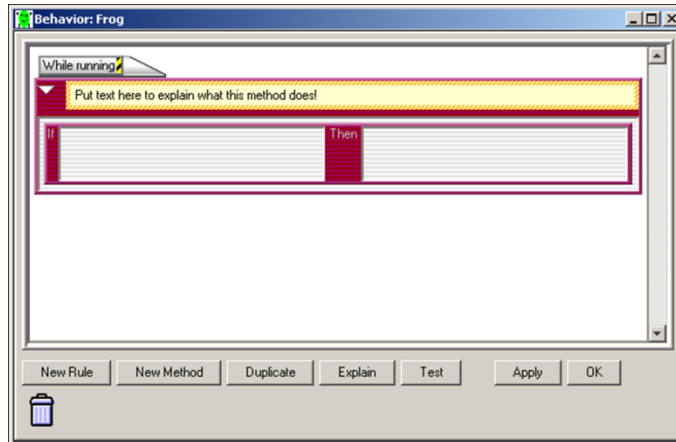 Behavior: Frog
While running
Put text here to explain what this method does!
If
Then
New Rule
New Method
Duplicate
Explain
Test
Apply
OK